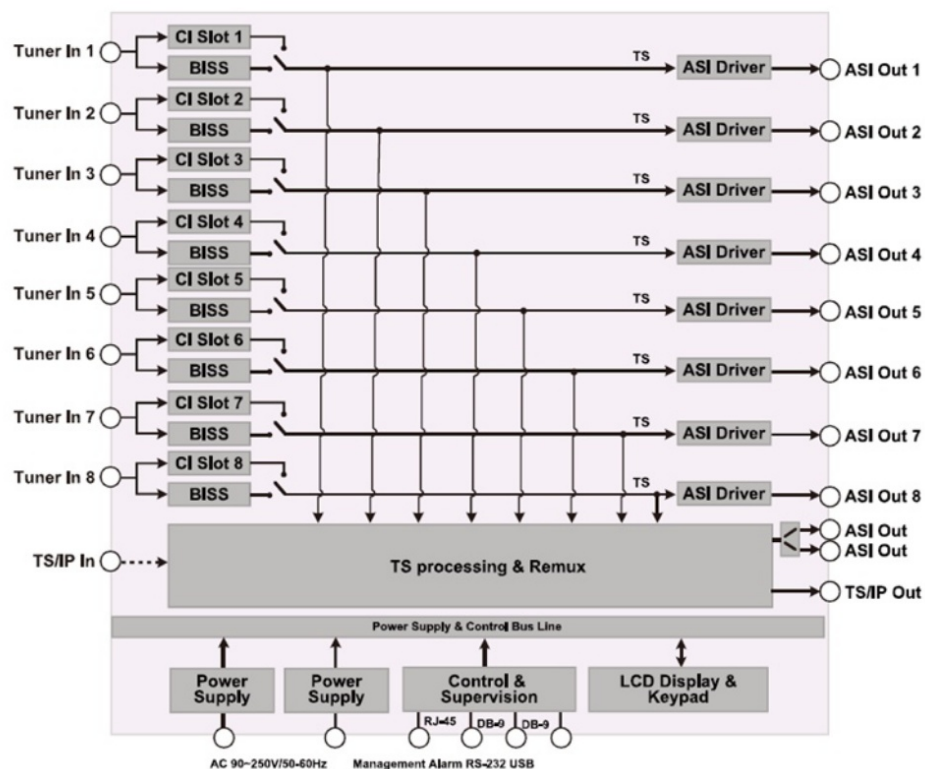 CI Slot 1
Tuner In 1
BISS
TS
ASI Driver
ASI Out 1
CI Slot 2
Tuner In 2
BISS
TS
ASI Driver
ASI Out 2
CI Slot 3
Tuner In 3
BISS
TS
ASI Driver
ASI Out 3
CI Slot 4
Tuner In 4
BISS
TS
ASI Driver
ASI Out 4
CI Slot 5
Tuner In 5
BISS
TS
ASI Driver
ASI Out 5
CI Slot 6
Tuner In 6
BISS
TS
ASI Driver
ASI Out 6
CI Slot 7
Tuner In 7
BISS
TS
ASI Driver
ASI Out 7
CI Slot 8
Tuner In 8
BISS
TS
ASI Driver
ASI Out 8
ASI Out
ASI Out
TS/IP In
TS processing & Remux
TS/IP Out
Power Supply & Control Bus Line
Power
Supply
Power
Supply
Control &
Supervision
LCD Display &
Keypad
RJ-45
DB-9
DB-9
AC 90~250V/50-60Hz
Management Alarm RS-232 USB